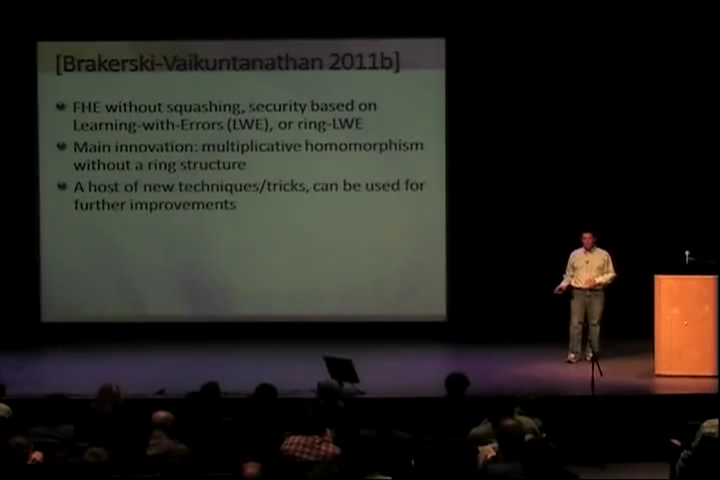 [Brakerski-Vaikuntanathan 2011b]
FHE without squashing, security based on
Learning-with-Errors (LWE), or ring-LWE
Main innovation: multiplicative homomorphism
without a ring structure
A host of new techniques/tricks, can be used for
further improvements